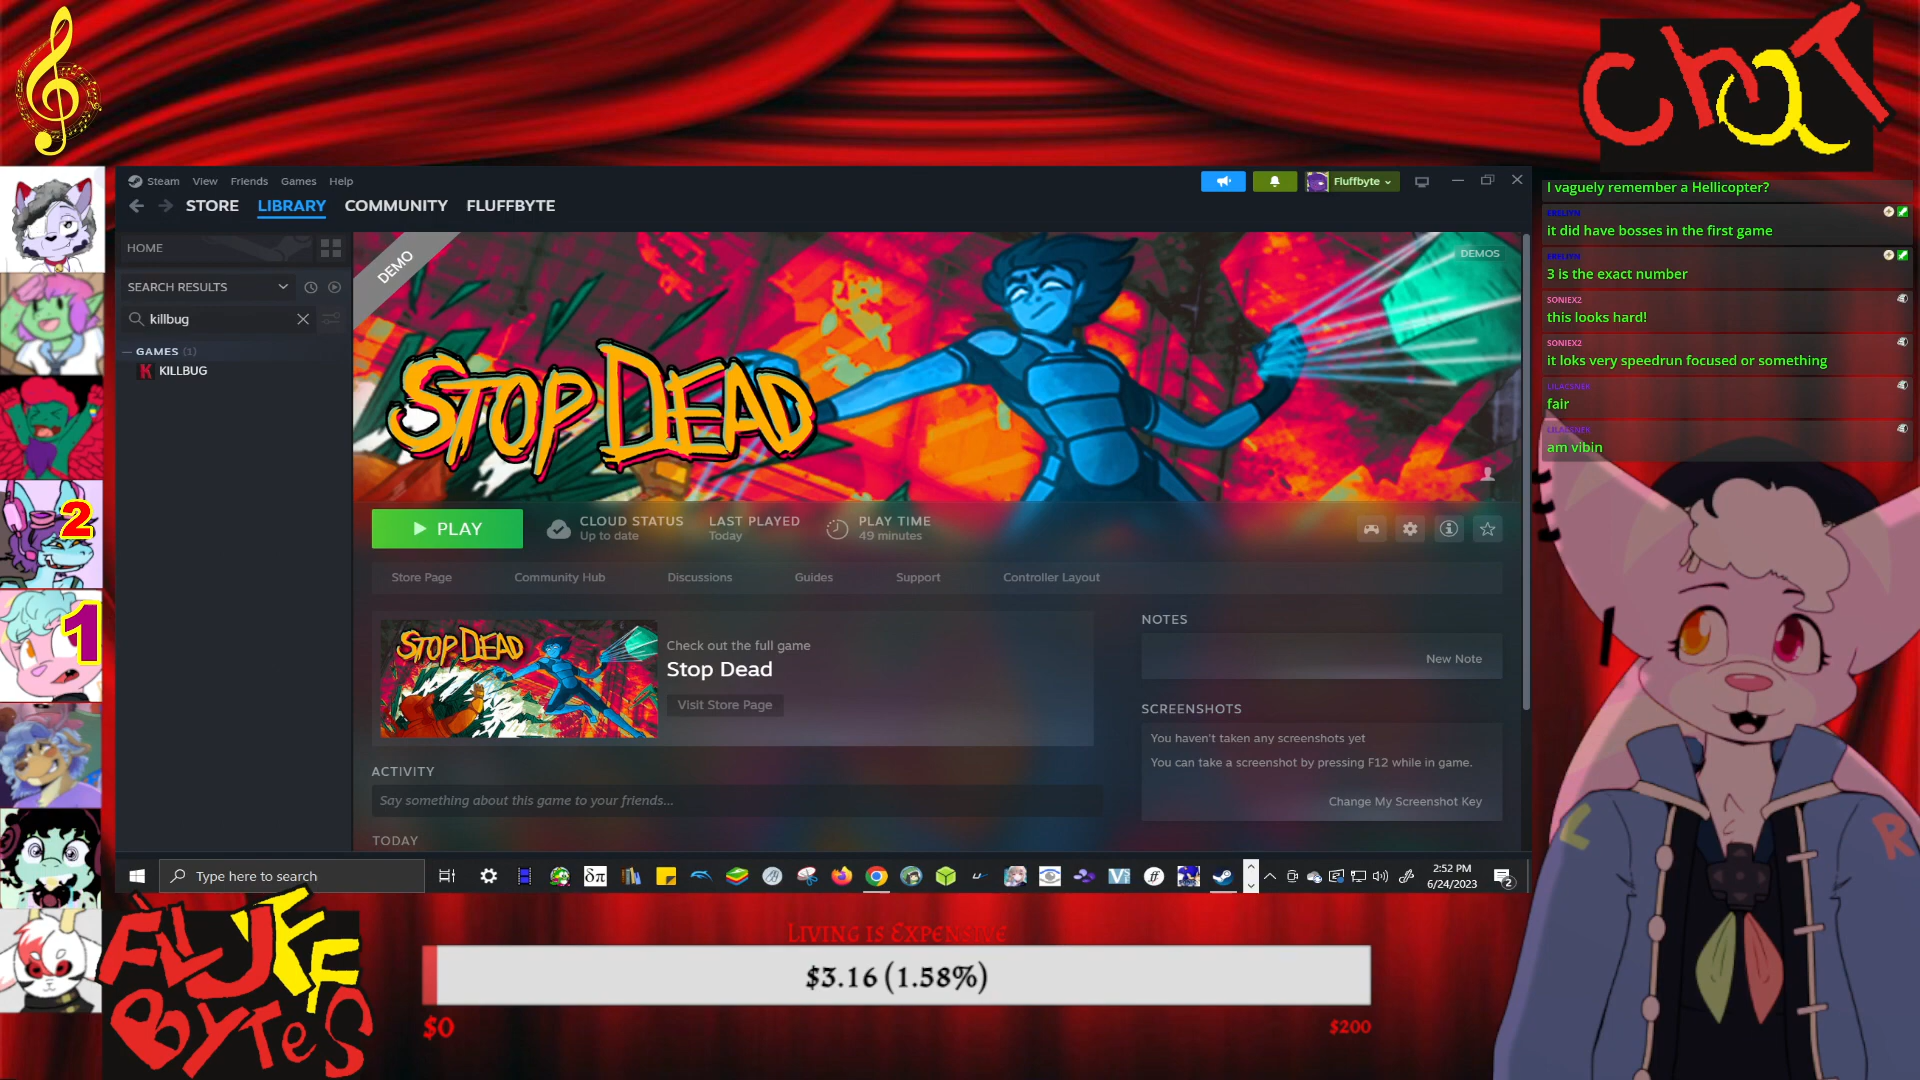 chaT
Steam View Friends Games Help
Fluffbyte
STORE LIBRARY COMMUNITY FLUFFBYTE
HOME
SEARCH RESULTS
killbug
GAMES (1)
KILLBUG
DEMO
DEMOS
STOP DEAD
PLAY
CLOUD STATUS
Up to date
LAST PLAYED
Today
PLAY TIME
49 minutes
Store Page Community Hub Discussions Guides Support Controller Layout
STOP DEAD
Check out the full game
Stop Dead
Visit Store Page
NOTES
New Note
SCREENSHOTS
You haven't taken any screenshots yet
You can take a screenshot by pressing F12 while in game.
Change My Screenshot Key
ACTIVITY
Say something about this game to your friends...
TODAY
I vaguely remember a Hellicopter?
it did have bosses in the first game
3 is the exact number
SONIEX2
this looks hard!
SONIEX2
it loks very speedrun focused or something
LILACSNEK
fair
LILACSNEK
am vibin
2
1
Type here to search
δπ
ff
2:52 PM
6/24/2023
2
FLUFF
BYTES
LIVING IS EXPENSIVE
$3.16 (1.58%)
$0
$200
L
R